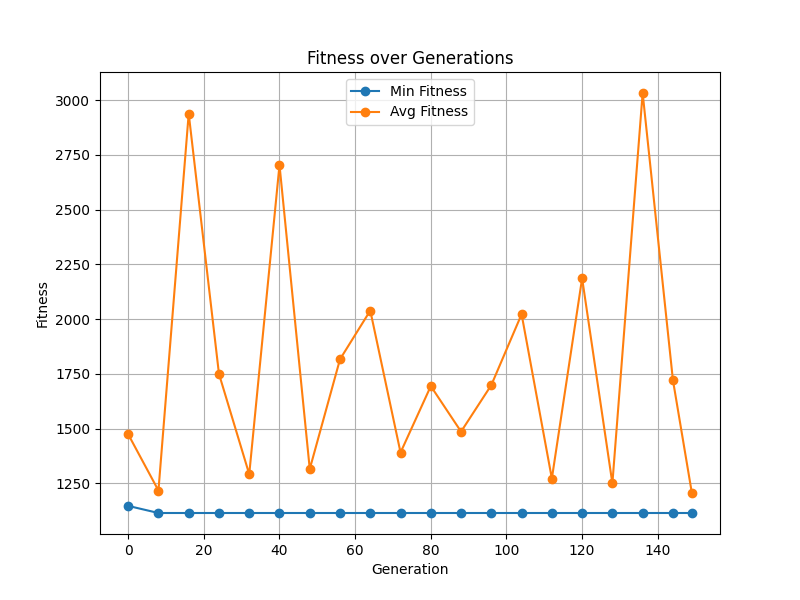 Fitness over Generations
Min Fitness
Avg Fitness
3000
2750
2500
2250
2000
1750
1500
1250
Fitness
0 20 40 60 80 100 120 140
Generation